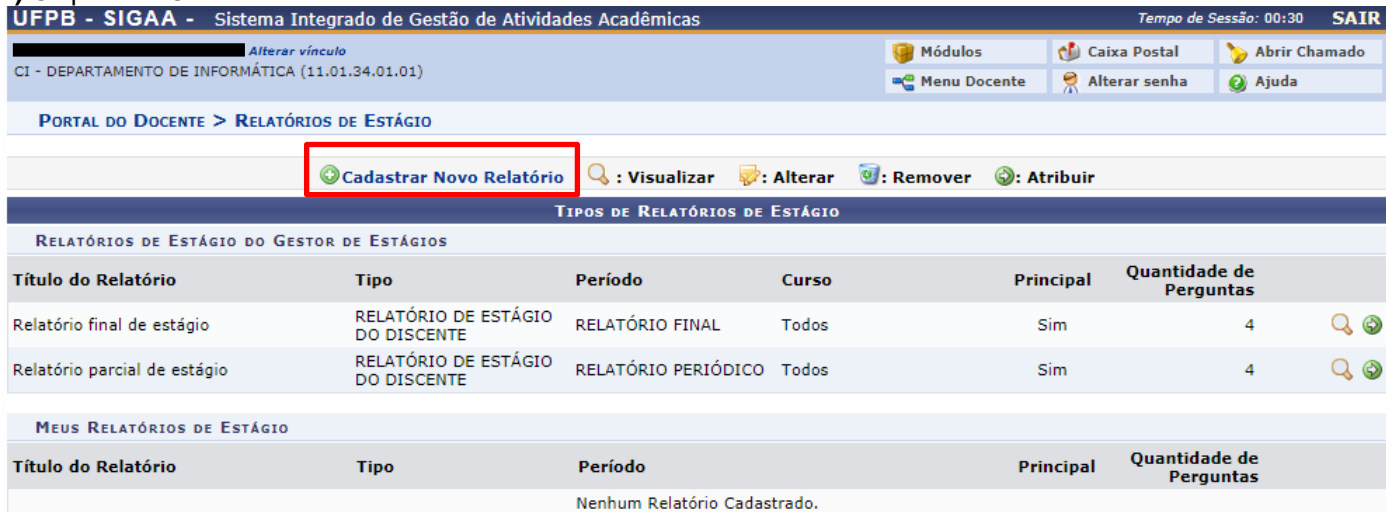 UFPB - SIGAA - Sistema Integrado de Gestão de Atividades Acadêmicas Tempo de Sessão: 00:30 SAIR
Alterar vínculo
CI - DEPARTAMENTO DE INFORMÁTICA (11.01.34.01.01)
Módulos Caixa Postal Abrir Chamado
Menu Docente Alterar senha Ajuda
PORTAL DO DOCENTE > RELATÓRIOS DE ESTÁGIO
Cadastrar Novo Relatório : Visualizar : Alterar : Remover : Atribuir
TIPOS DE RELATÓRIOS DE ESTÁGIO
RELATÓRIOS DE ESTÁGIO DO GESTOR DE ESTÁGIOS
Título do Relatório Tipo Período Curso Principal Quantidade de
Perguntas
Relatório final de estágio RELATÓRIO DE ESTÁGIO RELATÓRIO FINAL Todos Sim 4
DO DISCENTE
Relatório parcial de estágio RELATÓRIO DE ESTÁGIO RELATÓRIO PERIÓDICO Todos Sim 4
DO DISCENTE
MEUS RELATÓRIOS DE ESTÁGIO
Título do Relatório Tipo Período Principal Quantidade de
Perguntas
Nenhum Relatório Cadastrado.